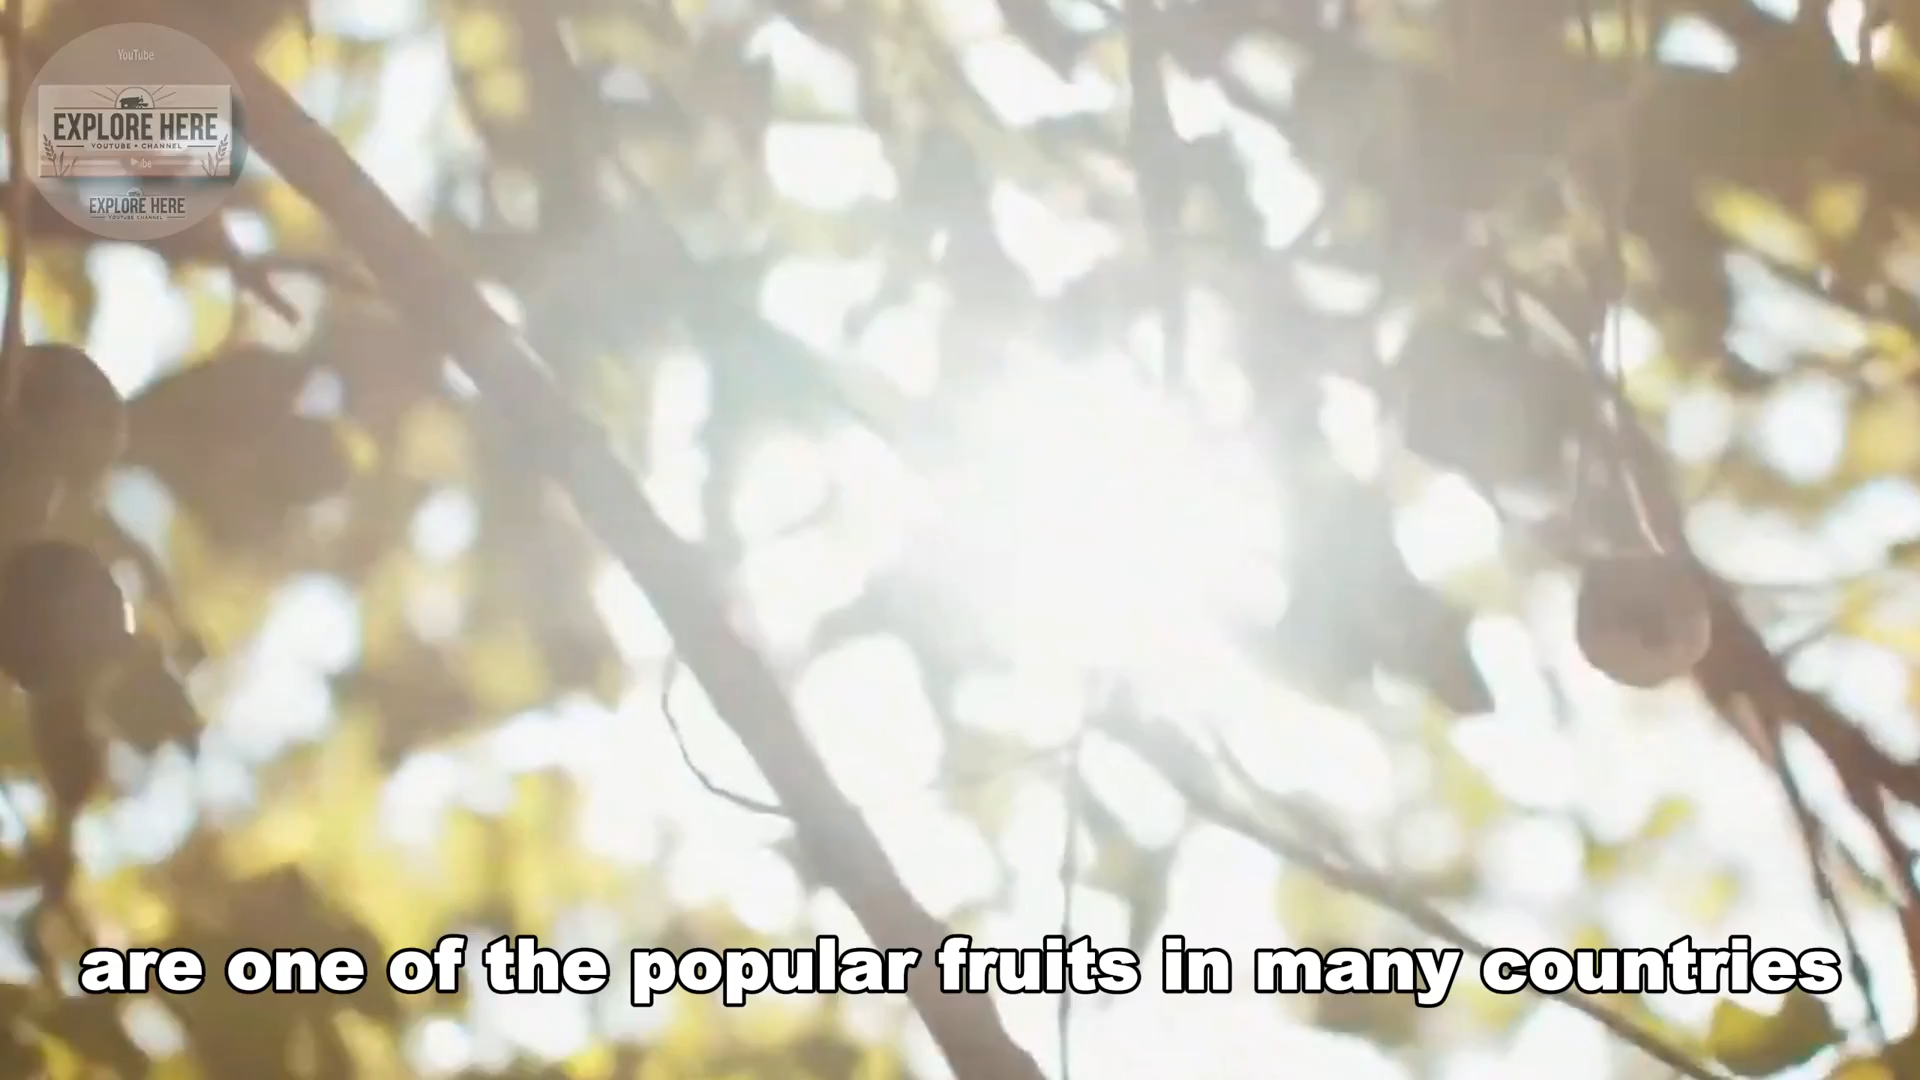 YouTube
EXPLORE HERE
YOUTUBE • CHANNEL
EXPLORE HERE
YOUTUBE CHANNEL
are one of the popular fruits in many countries